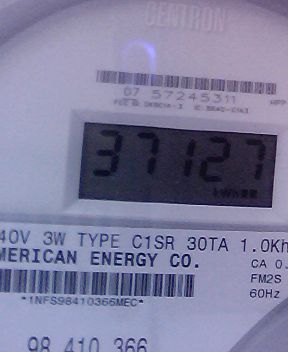 CENTRON
07 57245311
37127
kWh
40V 3W TYPE C1SR 30TA 1.0Kh
MERICAN ENERGY CO.
CA 0.
FM2S
*1NFS98410366MEC*
60Hz
98 410 366